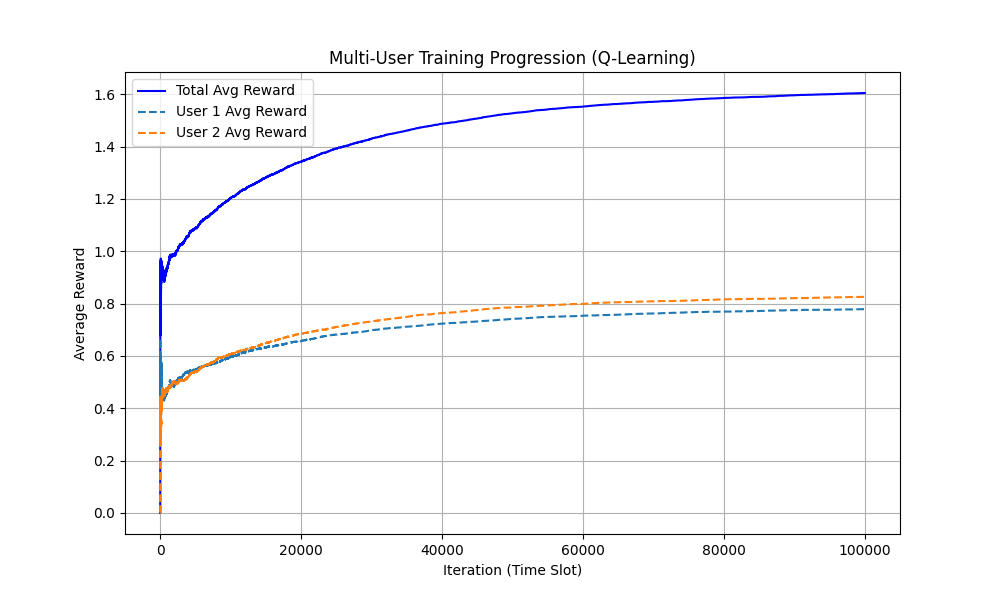 Multi-User Training Progression (Q-Learning)
Total Avg Reward
User 1 Avg Reward
User 2 Avg Reward
Average Reward
1.6
1.4
1.2
1.0
0.8
0.6
0.4
0.2
0.0
0 20000 40000 60000 80000 100000
Iteration (Time Slot)